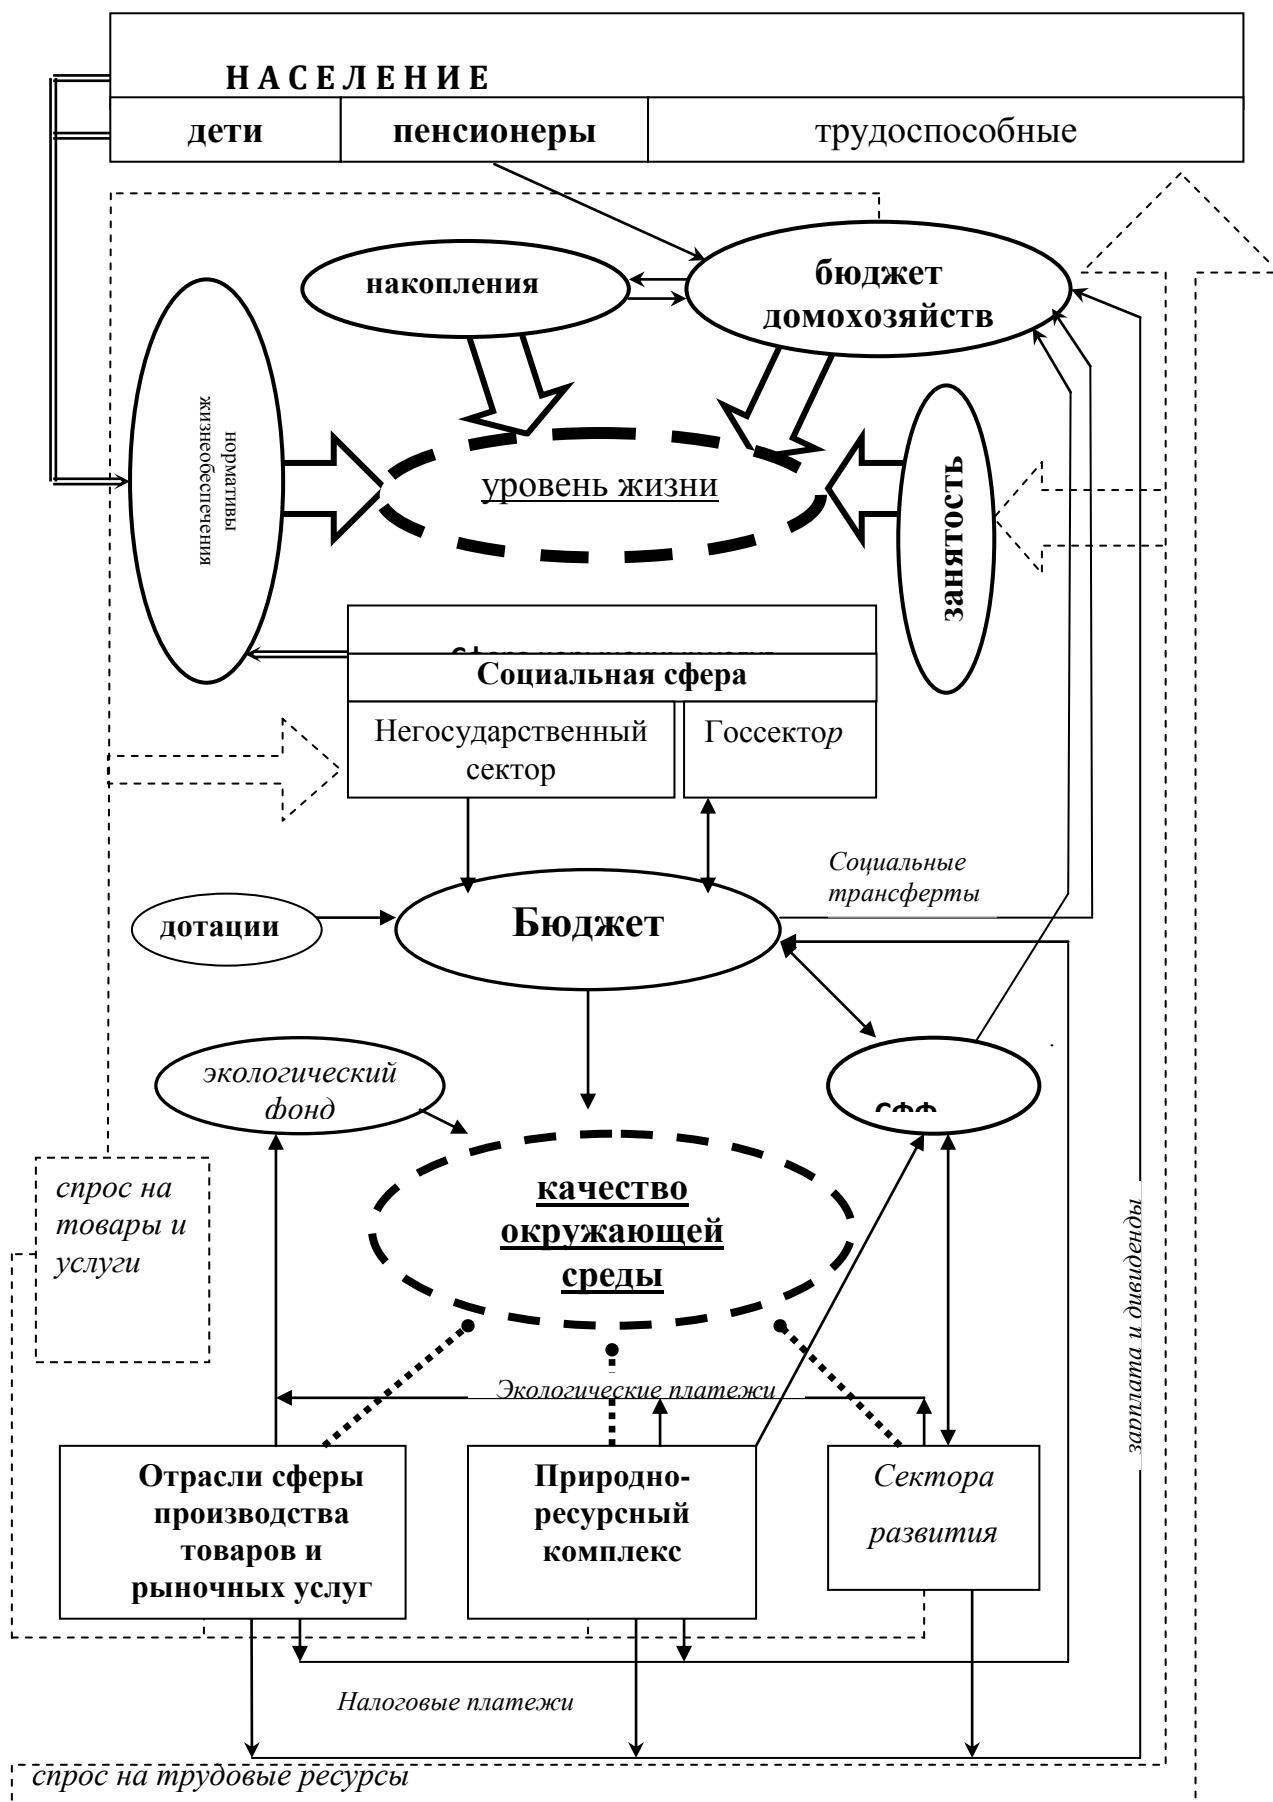 НАСЕЛЕНИЕ
дети
пенсионеры
трудоспособные
накопления
бюджет
домохозяйств
нормативы
жизнеобеспечения
уровень жизни
занятость
Социальная сфера
Негосударственный
сектор
Госсектор
Социальные
трансферты
дотации
Бюджет
экологический
фонд
спрос на
товары и
услуги
качество
окружающей
среды
зарплата и дивиденды
Экологические платежи
Отрасли сферы
производства
товаров и
рыночных услуг
Природно-
ресурсный
комплекс
Сектора
развития
Налоговые платежи
спрос на трудовые ресурсы